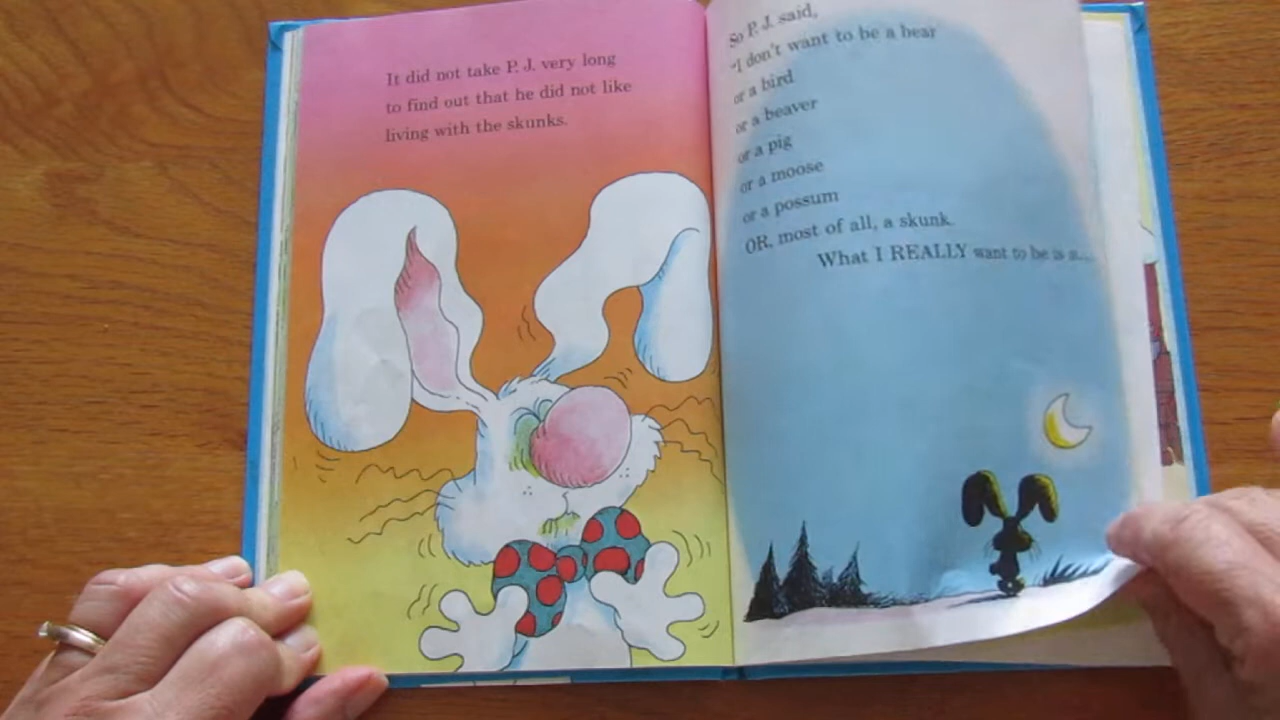 It did not take P. J. very long
to find out that he did not like
living with the skunks.
So P. J. said,
"I don't want to be a bear
or a bird
or a beaver
or a pig
or a moose
or a possum
OR, most of all, a skunk.
What I REALLY want to be is a...